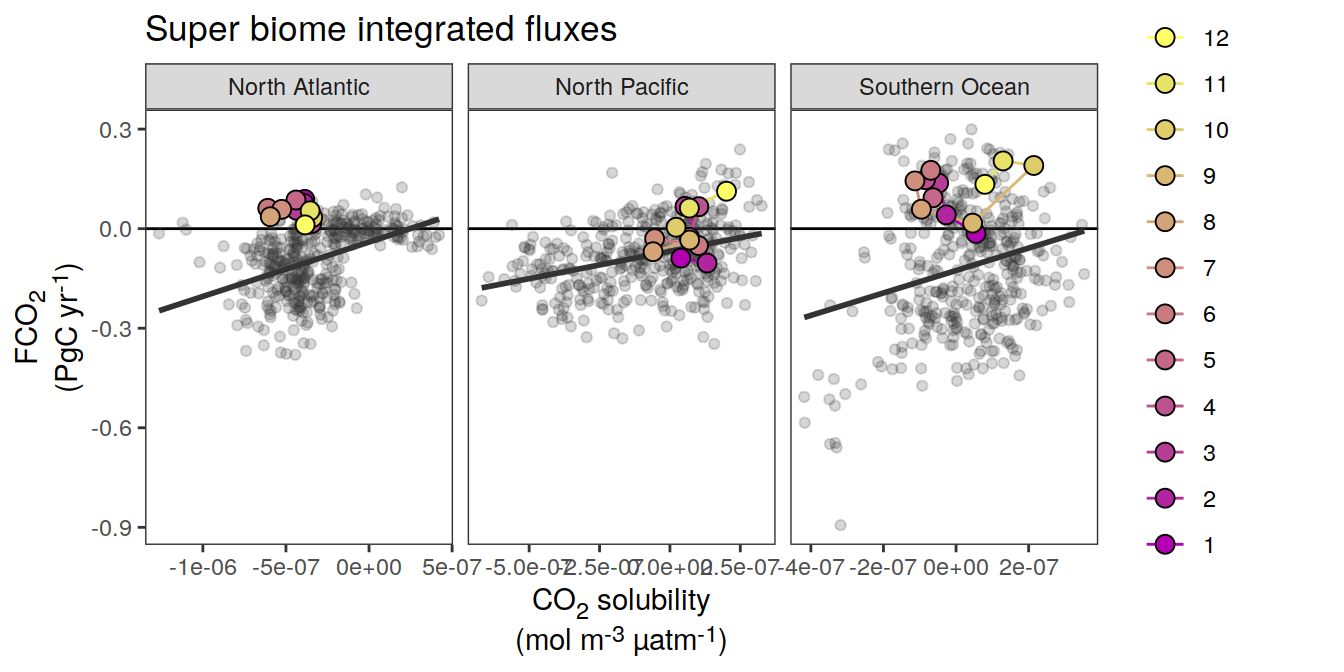 Super biome integrated fluxes
North Atlantic
North Pacific
Southern Ocean
0.3
0.0
-0.3
-0.6
-0.9
FCO2
(PgC yr-1)
-1e-06 -5e-07 0e+00 5e-07
-5.0e-07 -2.5e-07 0.0e+00 2.5e-07
-4e-07 -2e-07 0e+00 2e-07
CO2 solubility
(mol m-3 µatm-1)
12
11
10
9
8
7
6
5
4
3
2
1